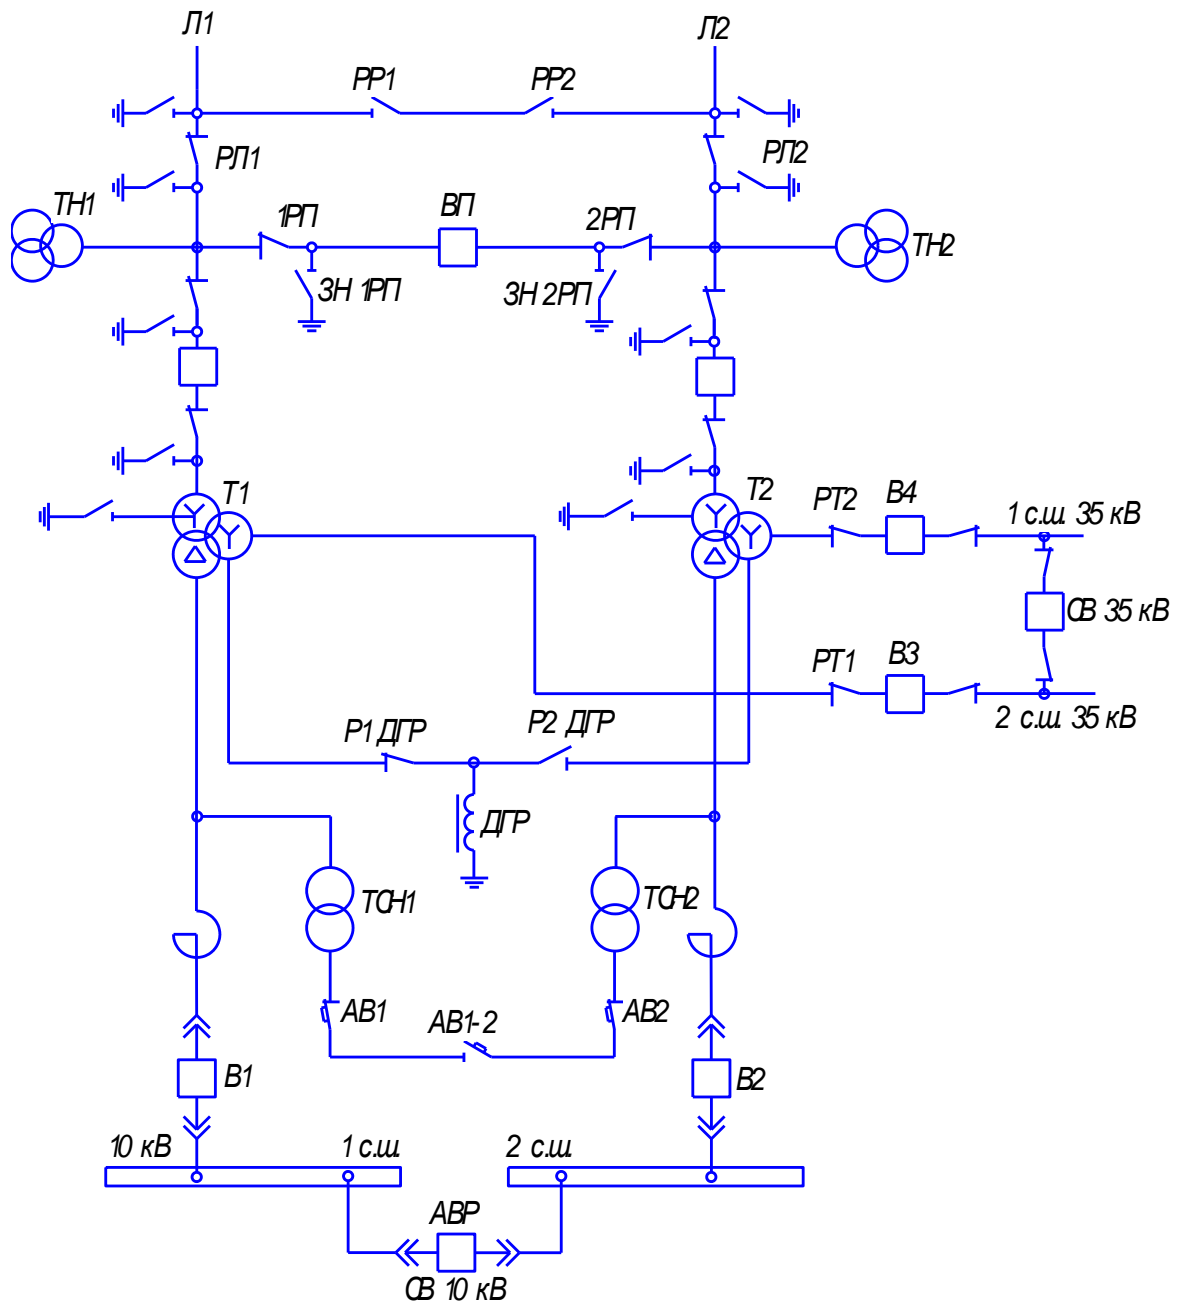 Л1
Л2
РР1
РР2
РЛ1
РЛ2
ТН1
1РП
ВП
2РП
ТН2
ЗН 1РП
ЗН 2РП
Т1
Т2
РТ2
В4
1 с.ш. 35 кВ
СВ 35 кВ
РТ1
В3
2 с.ш. 35 кВ
Р1 ДГР
Р2 ДГР
ДГР
ТСН1
ТСН2
АВ1
АВ1-2
АВ2
В1
В2
10 кВ
1 с.ш.
2 с.ш.
АВР
СВ 10 кВ